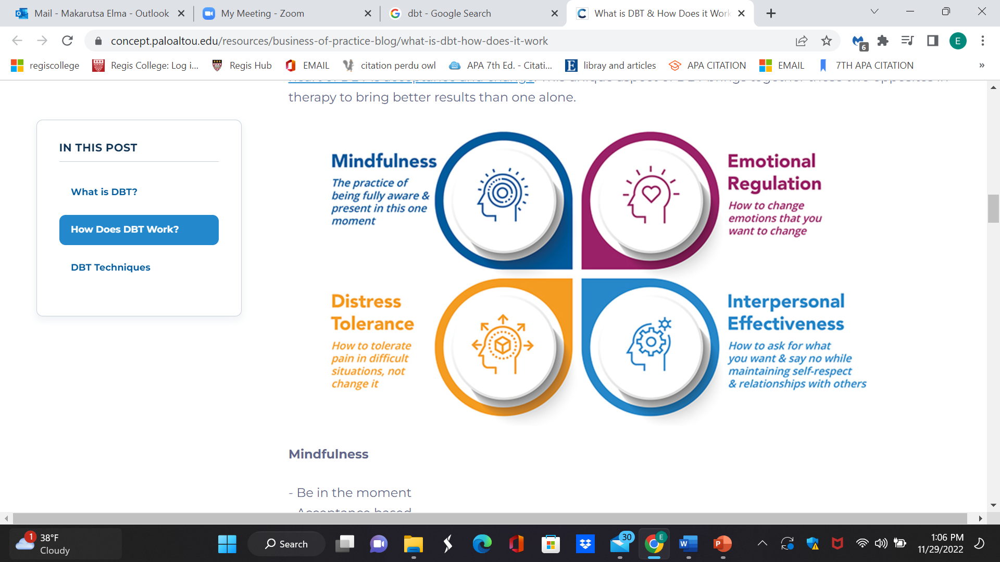 Mail - Makarutsa Elma - Outlook
My Meeting - Zoom
dbt - Google Search
What is DBT & How Does it Work
concept.paloaltou.edu/resources/business-of-practice-blog/what-is-dbt-how-does-it-work
6
E
regiscollege
Regis College: Log i...
Regis Hub
EMAIL
citation perdu owl
APA 7th Ed. - Citati...
libray and articles
APA CITATION
EMAIL
7TH APA CITATION
»
therapy to bring better results than one alone.
IN THIS POST
What is DBT?
How Does DBT Work?
DBT Techniques
Mindfulness
The practice of
being fully aware &
present in this one
moment
Emotional
Regulation
How to change
emotions that you
want to change
Distress
Tolerance
How to tolerate
pain in difficult
situations, not
change it
Interpersonal
Effectiveness
How to ask for what
you want & say no while
maintaining self-respect
& relationships with others
Mindfulness
- Be in the moment
1
38°F
Cloudy
Search
30
E
W
P
1:06 PM
11/29/2022